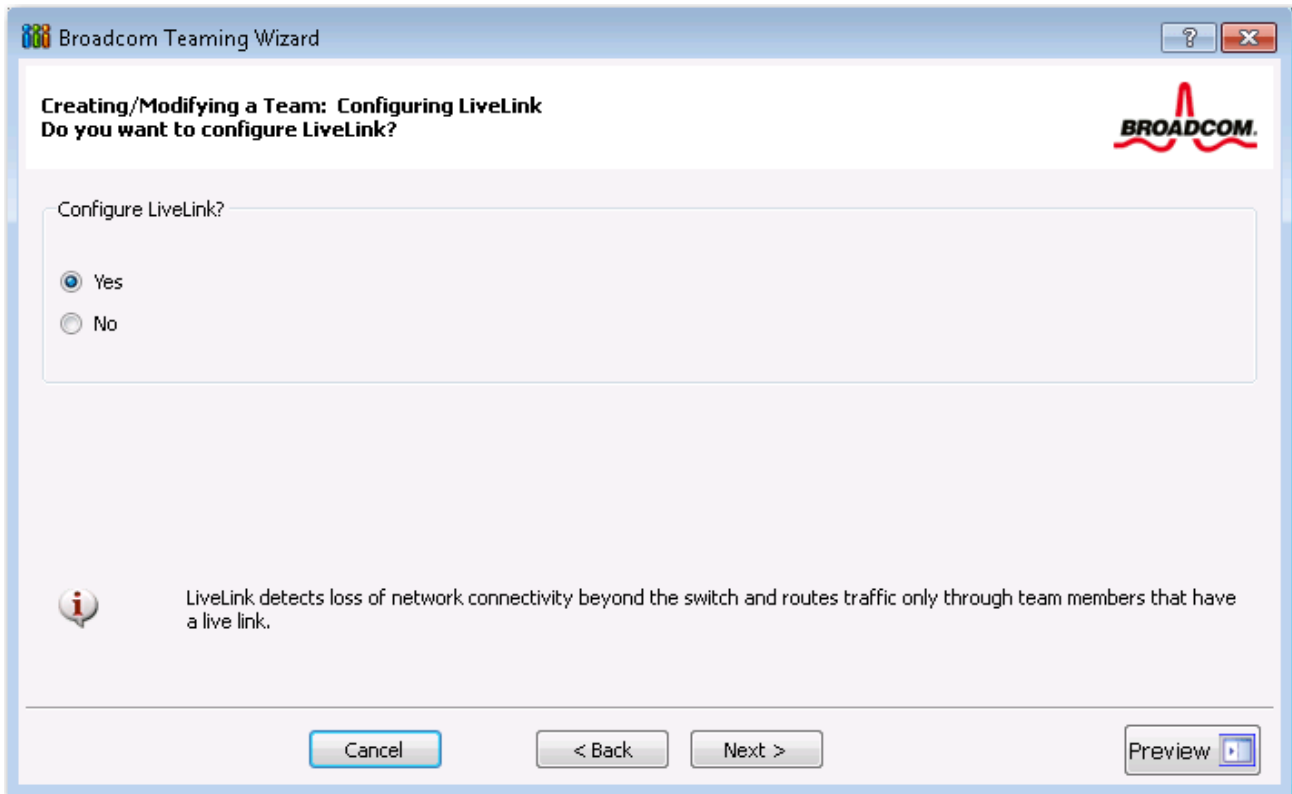 Broadcom Teaming Wizard
?
Creating/Modifying a Team: Configuring LiveLink
Do you want to configure LiveLink?
BROADCOM.
Configure LiveLink?
Yes
No
LiveLink detects loss of network connectivity beyond the switch and routes traffic only through team members that have
a live link.
Cancel
< Back
Next >
Preview